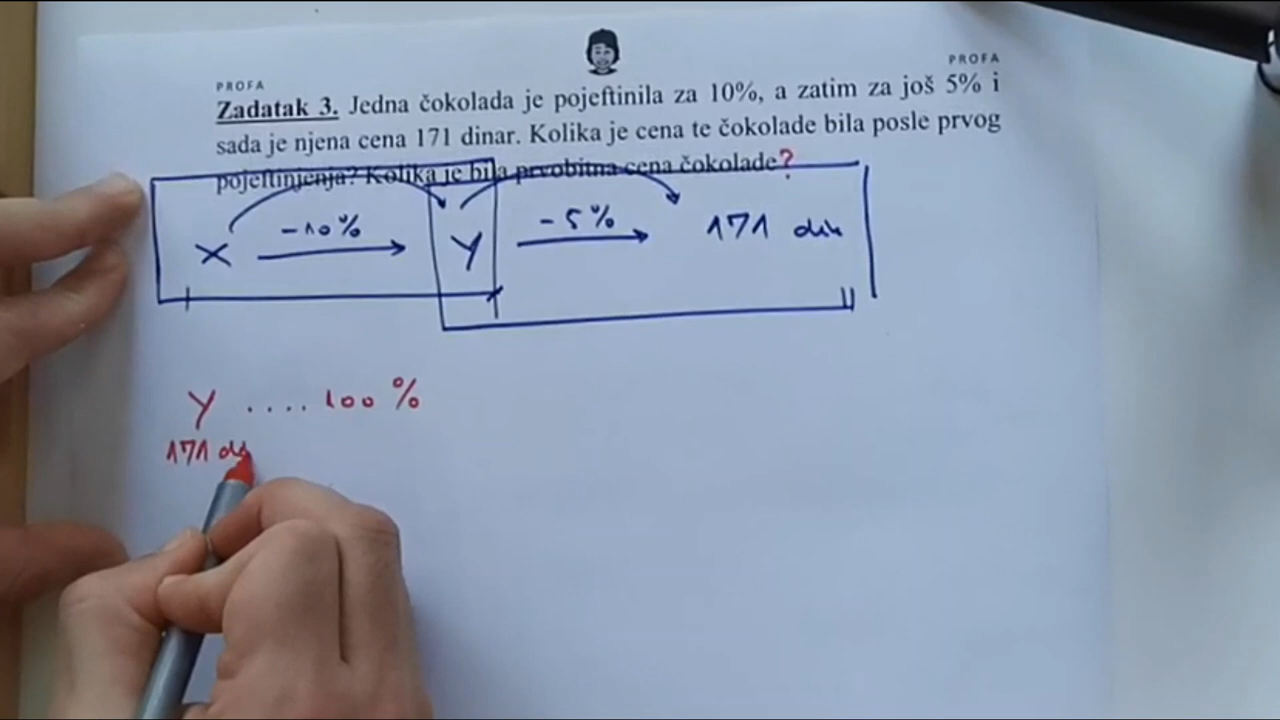 PROFA
PROFA
Zadatak 3. Jedna čokolada je pojeftinila za 10%, a zatim za još 5% i
sada je njena cena 171 dinar. Kolika je cena te čokolade bila posle prvog
pojeftinjenja? Kolika je bila prvobitna cena čokolade?
X -10% Y -5% 171 din
Y .... 100%
171